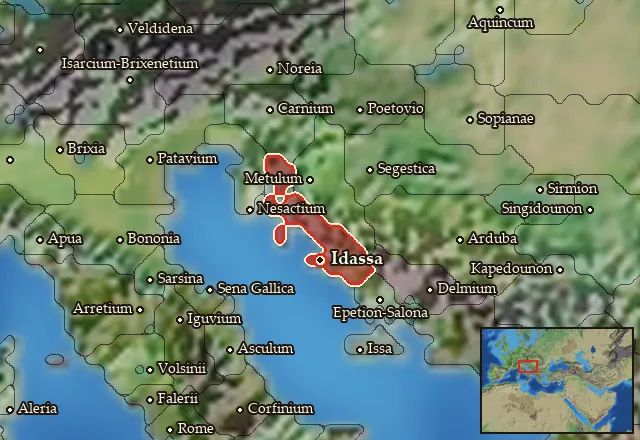 Veldidena
Aquincum
Isarcium-Brixenetium
Noreia
Carnium
Poetovio
Sopianae
Brixia
Patavium
Metulum
Segestica
Sirmion
Nesactium
Singidounon
Apua
Bononia
Arduba
Idassa
Kapedounon
Sarsina
Sena Gallica
Delmium
Arretium
Iguvium
Epetion-Salona
Asculum
Issa
Volsinii
Falerii
Aleria
Corfinium
Rome